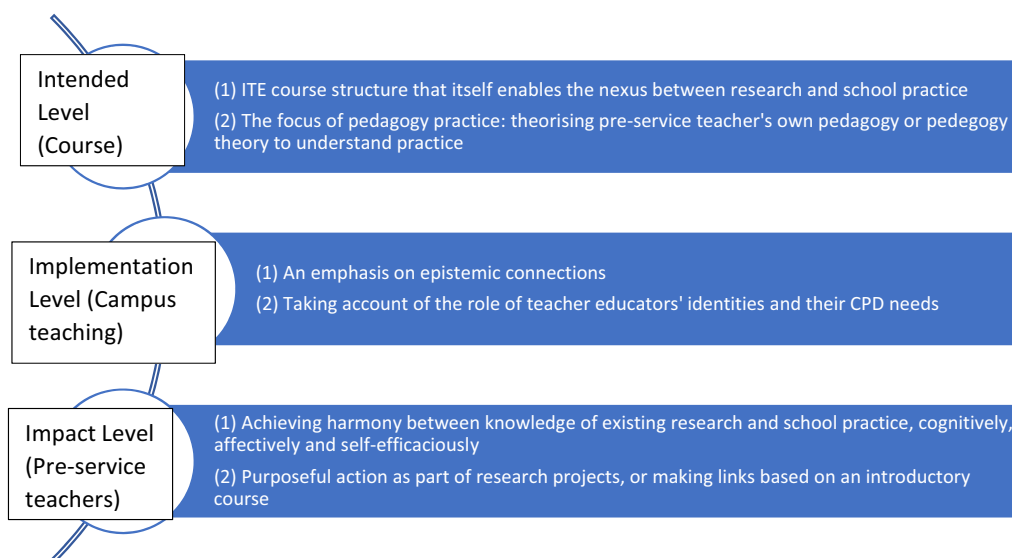 Intended
Level
(Course)
(1) ITE course structure that itself enables the nexus between research and school practice
(2) The focus of pedagogy practice: theorising pre-service teacher's own pedagogy or pedegogy
theory to understand practice
Implementation
Level (Campus
teaching)
(1) An emphasis on epistemic connections
(2) Taking account of the role of teacher educators' identities and their CPD needs
Impact Level
(Pre-service
teachers)
(1) Achieving harmony between knowledge of existing research and school practice, cognitively,
affectively and self-efficaciously
(2) Purposeful action as part of research projects, or making links based on an introductory
course